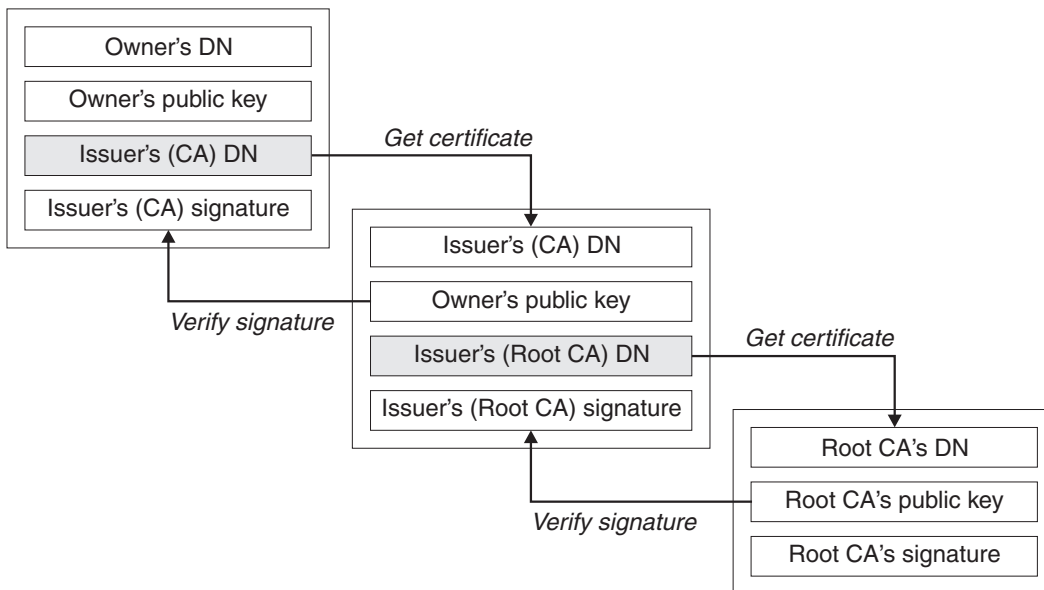 Owner's DN
Owner's public key
Issuer's (CA) DN
Issuer's (CA) signature
Get certificate
Issuer's (CA) DN
Owner's public key
Verify signature
Issuer's (Root CA) DN
Issuer's (Root CA) signature
Get certificate
Root CA's DN
Root CA's public key
Verify signature
Root CA's signature